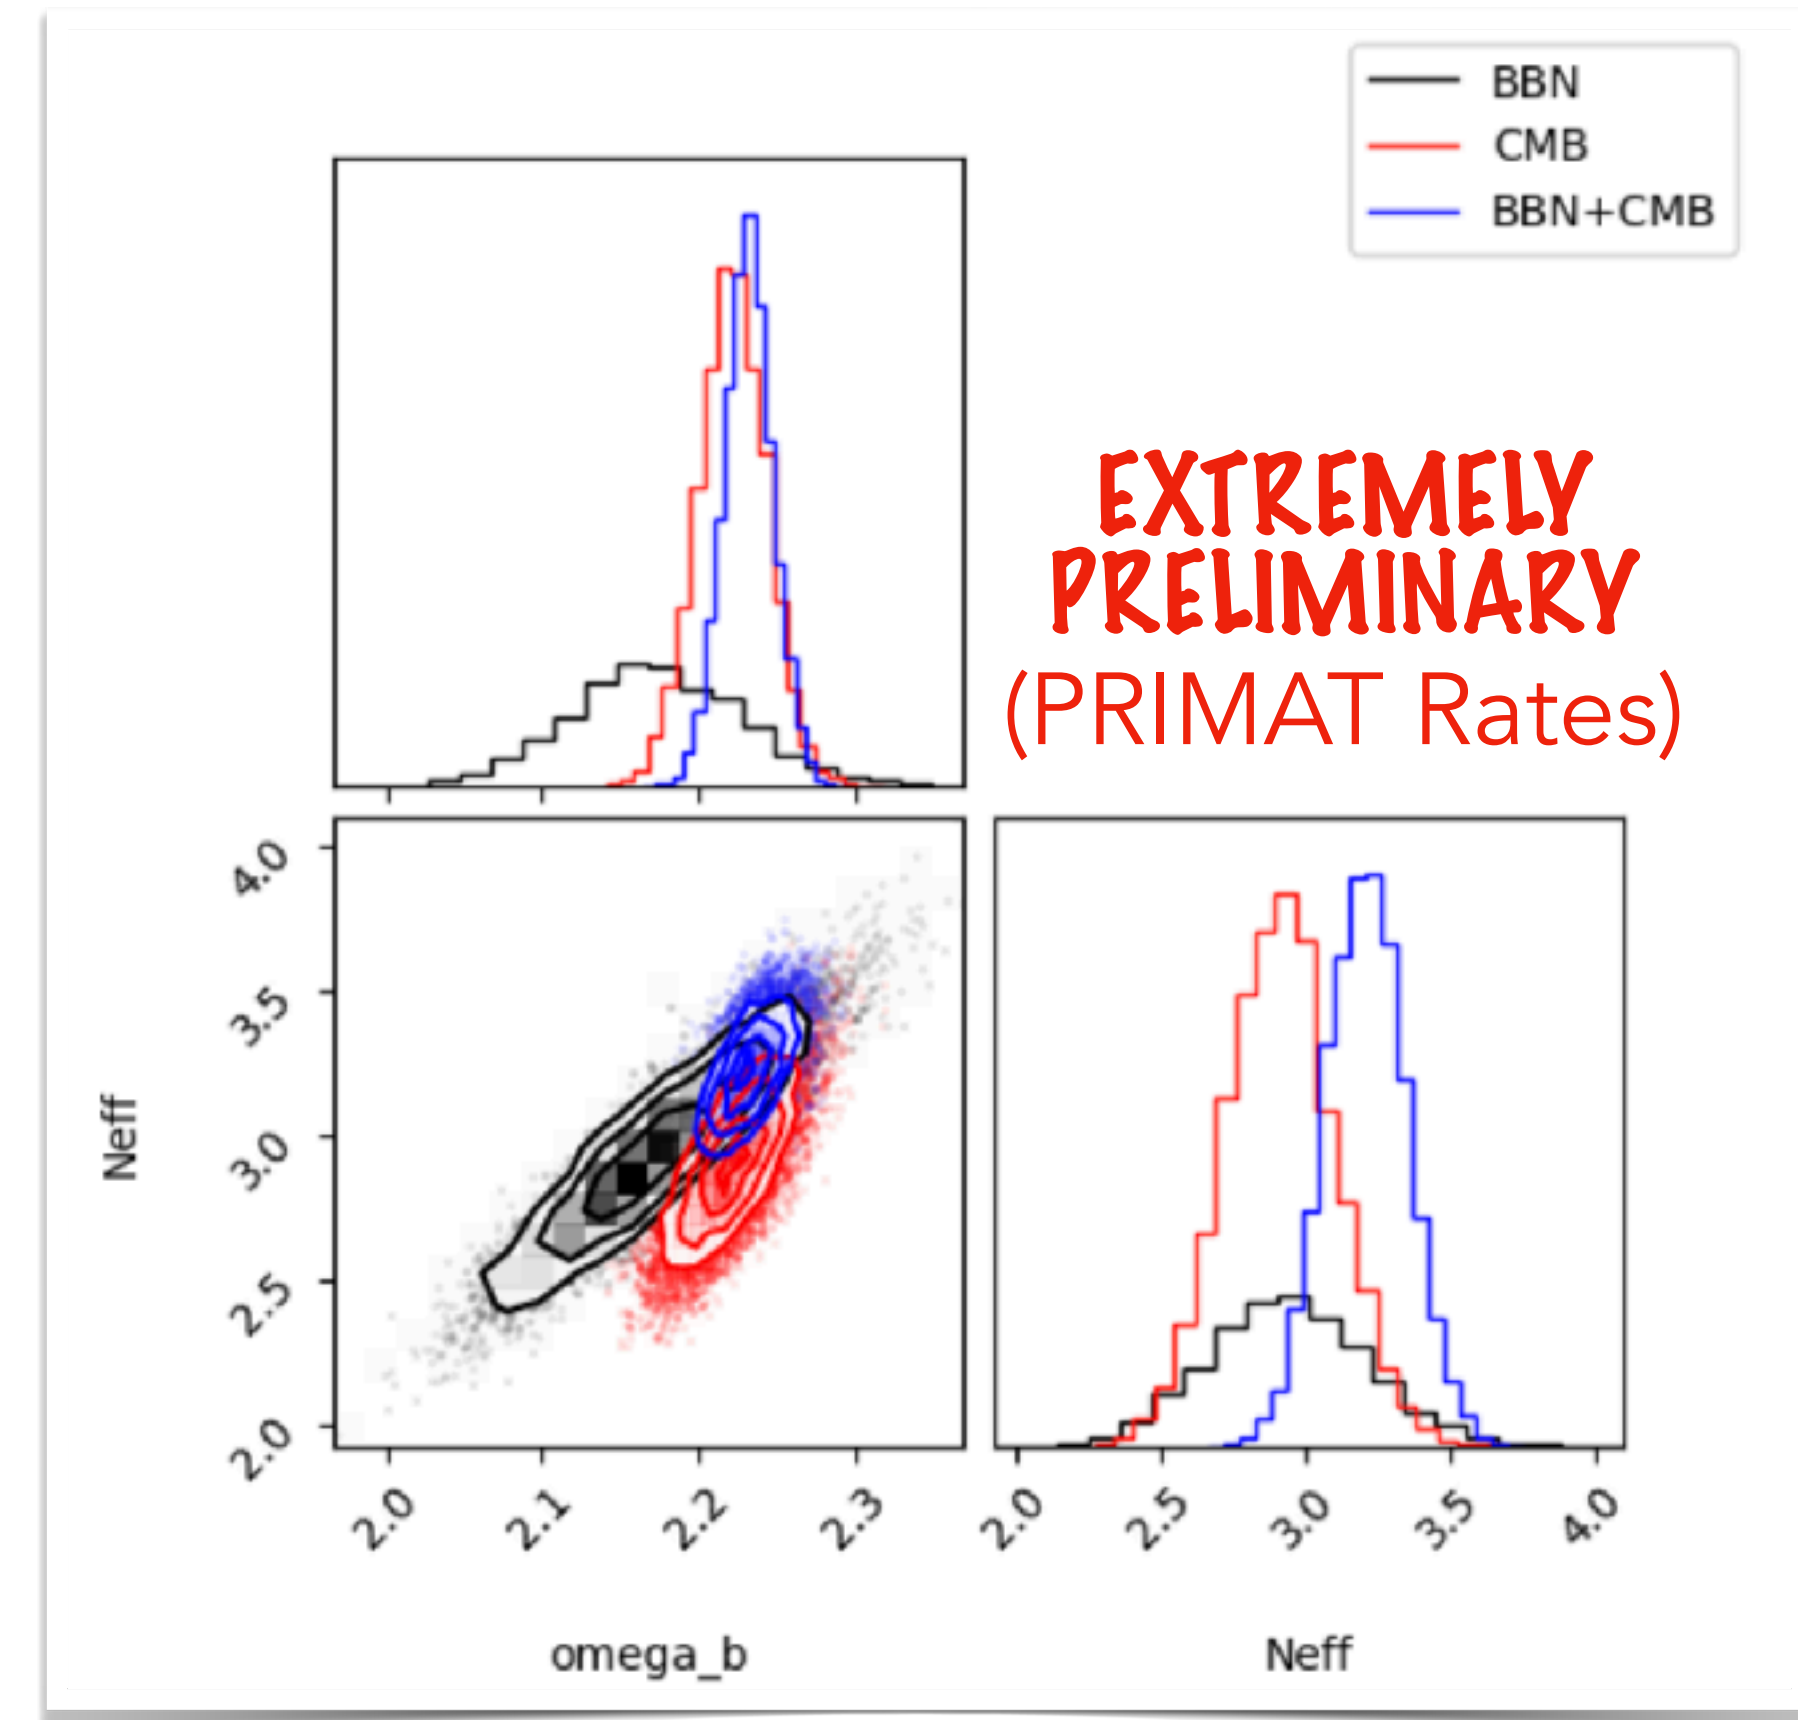 BBN
CMB
BBN+CMB
EXTREMELY
PRELIMINARY
(PRIMAT Rates)
4.0
3.5
3.0
2.5
2.0
Neff
2.0
2.1
2.2
2.3
omega_b
2.0
2.5
3.0
3.5
4.0
Neff